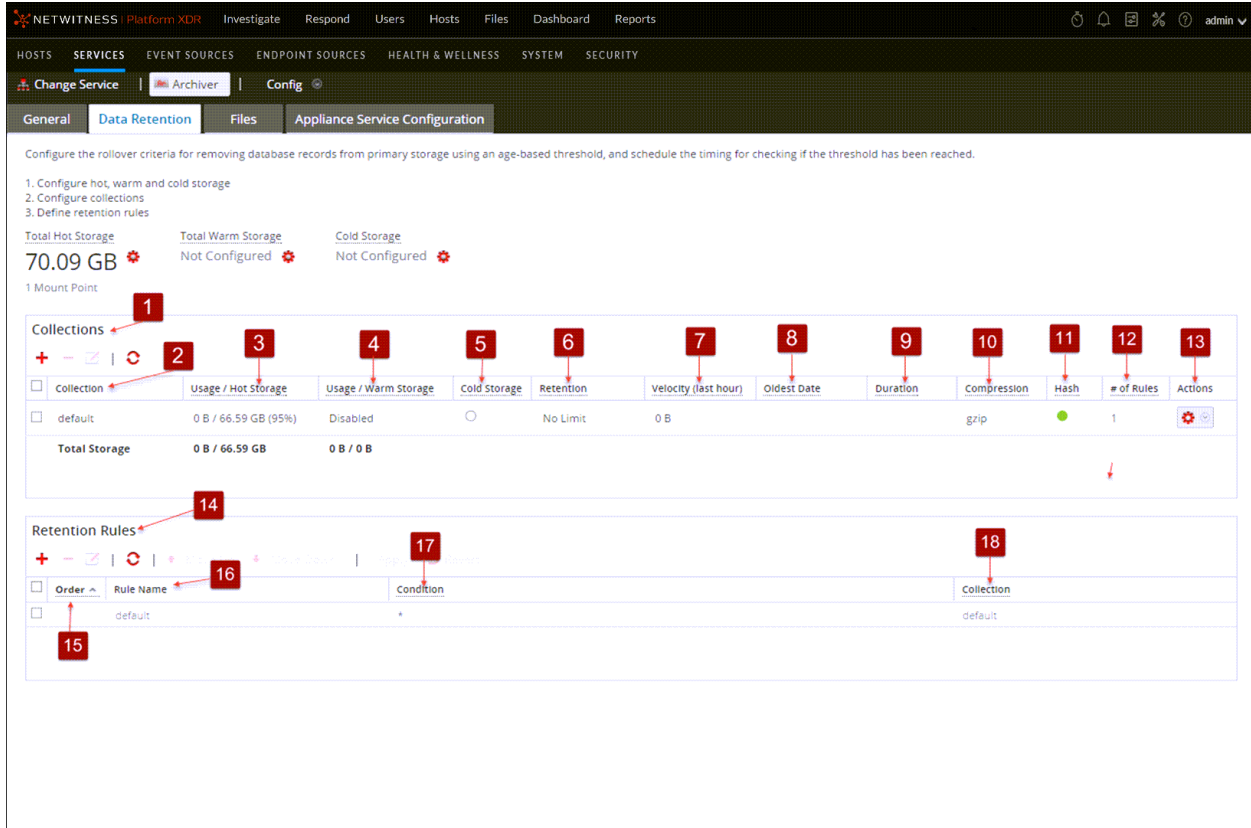 NETWITNESS | Platform XDR Investigate Respond Users Hosts Files Dashboard Reports admin
HOSTS SERVICES EVENT SOURCES ENDPOINT SOURCES HEALTH & WELLNESS SYSTEM SECURITY
Change Service | Archiver | Config
General Data Retention Files Appliance Service Configuration
Configure the rollover criteria for removing database records from primary storage using an age-based threshold, and schedule the timing for checking if the threshold has been reached.
1. Configure hot, warm and cold storage
2. Configure collections
3. Define retention rules
Total Hot Storage Total Warm Storage Cold Storage
70.09 GB Not Configured Not Configured
1 Mount Point
1
Collections
2 3 4 5 6 7 8 9 10 11 12 13
Collection Usage / Hot Storage Usage / Warm Storage Cold Storage Retention Velocity (last hour) Oldest Date Duration Compression Hash # of Rules Actions
default 0 B / 66.59 GB (95%) Disabled No Limit 0 B gzip 1
Total Storage 0 B / 66.59 GB 0 B / 0 B
14
Retention Rules
16 17 18
Order Rule Name Condition Collection
default * default
15